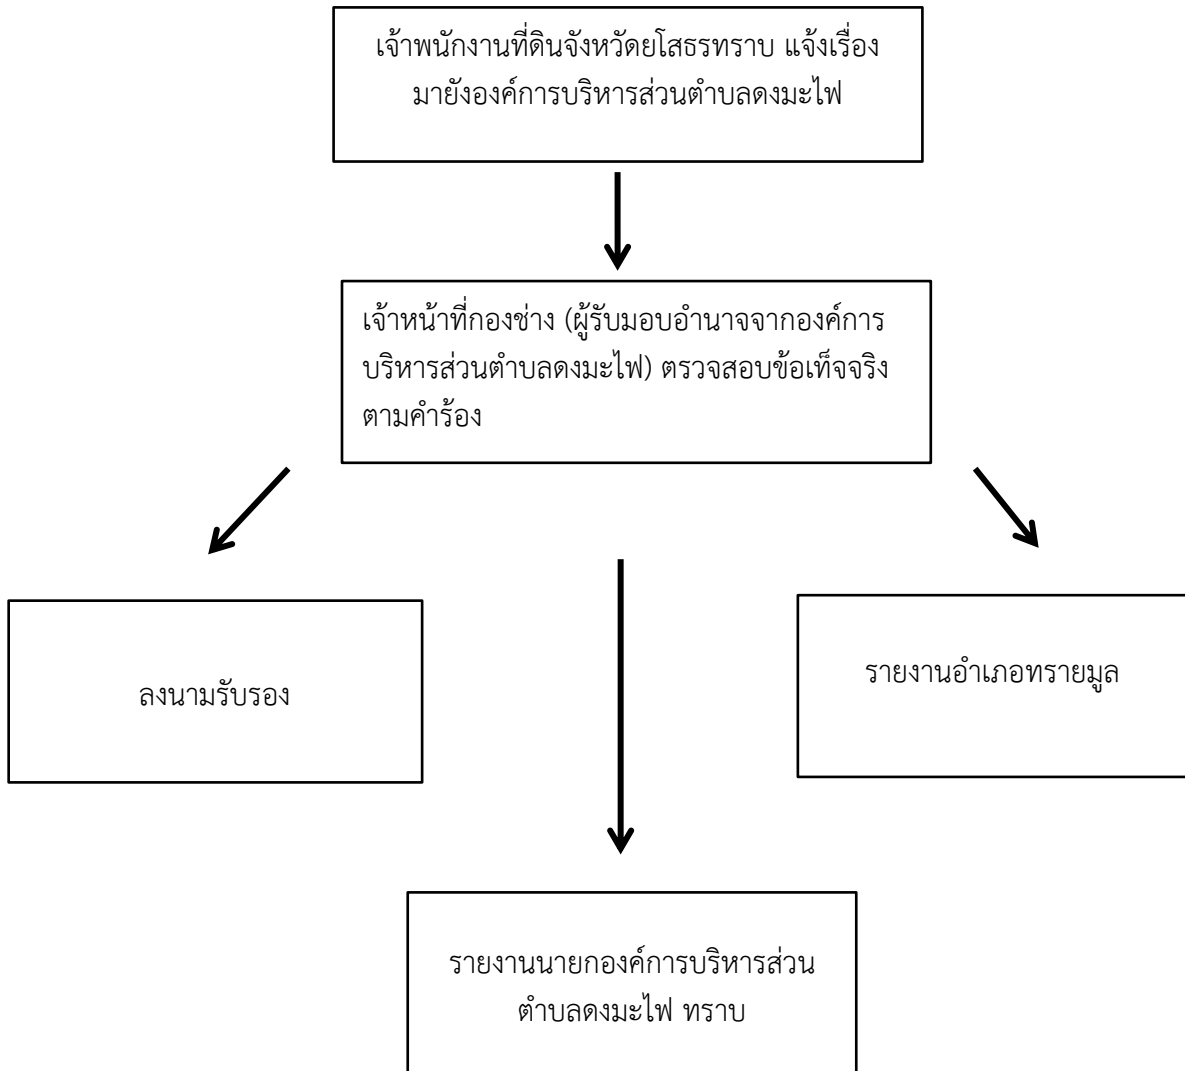 เจ้าพนักงานที่ดินจังหวัดยโสธรทราบ แจ้งเรื่อง
มายังองค์การบริหารส่วนตำบลดงมะไฟ
เจ้าหน้าที่กองช่าง (ผู้รับมอบอำนาจจากองค์การ
บริหารส่วนตำบลดงมะไฟ) ตรวจสอบข้อเท็จจริง
ตามคำร้อง
ลงนามรับรอง
รายงานอำเภอทรายมูล
รายงานนายกองค์การบริหารส่วน
ตำบลดงมะไฟ ทราบ